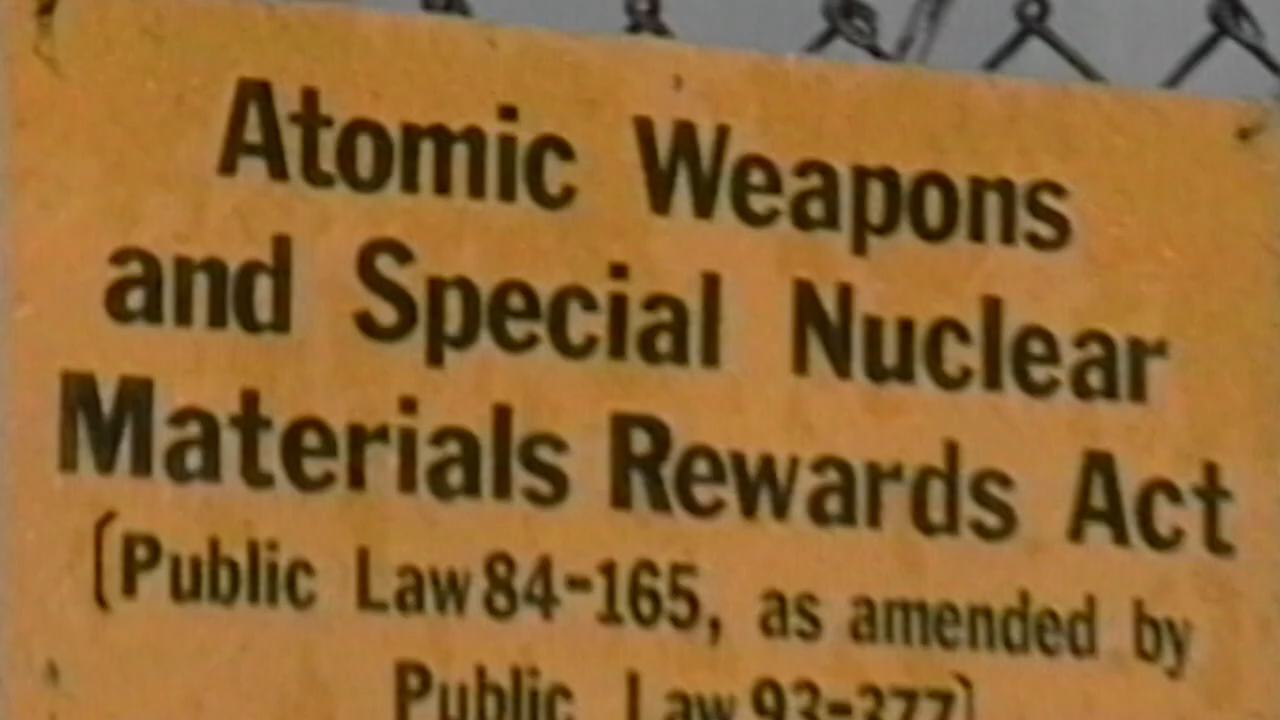 Atomic Weapons
and Special Nuclear
Materials Rewards Act
(Public Law 84-165, as amended by
Public Law 93-377)